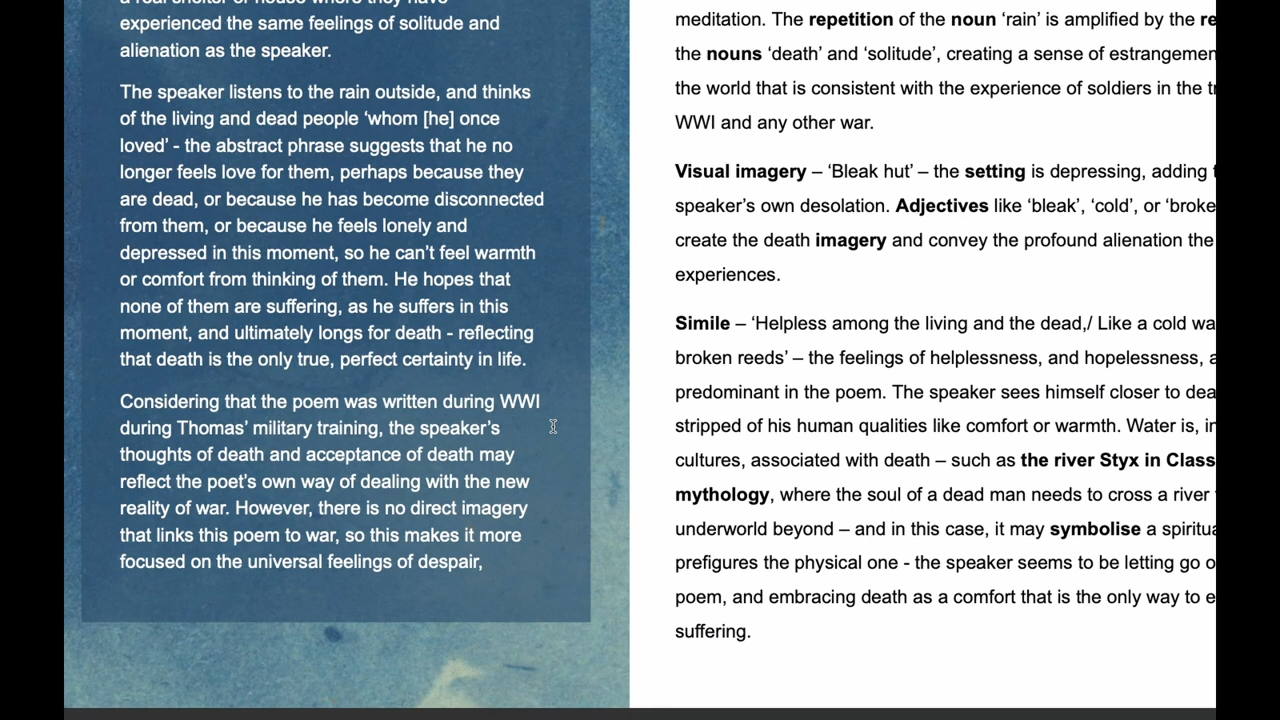 a real shelter or house where they have
experienced the same feelings of solitude and
alienation as the speaker.
The speaker listens to the rain outside, and thinks
of the living and dead people ‘whom [he] once
loved’ - the abstract phrase suggests that he no
longer feels love for them, perhaps because they
are dead, or because he has become disconnected
from them, or because he feels lonely and
depressed in this moment, so he can’t feel warmth
or comfort from thinking of them. He hopes that
none of them are suffering, as he suffers in this
moment, and ultimately longs for death - reflecting
that death is the only true, perfect certainty in life.
Considering that the poem was written during WWI
during Thomas’ military training, the speaker’s
thoughts of death and acceptance of death may
reflect the poet’s own way of dealing with the new
reality of war. However, there is no direct imagery
that links this poem to war, so this makes it more
focused on the universal feelings of despair,
meditation. The repetition of the noun ‘rain’ is amplified by the
the nouns ‘death’ and ‘solitude’, creating a sense of
the world that is consistent with the experience of soldiers in the
WWI and any other war.
Visual imagery – ‘Bleak hut’ – the setting is depressing, adding
speaker’s own desolation. Adjectives like ‘bleak’, ‘cold’, or
create the death imagery and convey the profound alienation the
experiences.
Simile – ‘Helpless among the living and the dead,/ Like a cold
broken reeds’ – the feelings of helplessness, and hopelessness,
predominant in the poem. The speaker sees himself closer to
stripped of his human qualities like comfort or warmth. Water is,
cultures, associated with death – such as the river Styx in
mythology, where the soul of a dead man needs to cross a river
underworld beyond – and in this case, it may symbolise a
prefigures the physical one - the speaker seems to be letting go
poem, and embracing death as a comfort that is the only way to
suffering.